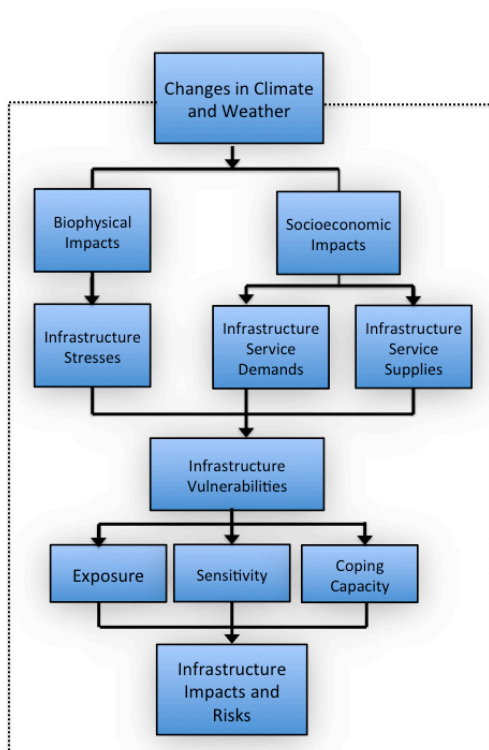 Changes in Climate
and Weather
Biophysical
Impacts
Socioeconomic
Impacts
Infrastructure
Stresses
Infrastructure
Service
Demands
Infrastructure
Service
Supplies
Infrastructure
Vulnerabilities
Exposure
Sensitivity
Coping
Capacity
Infrastructure
Impacts and
Risks